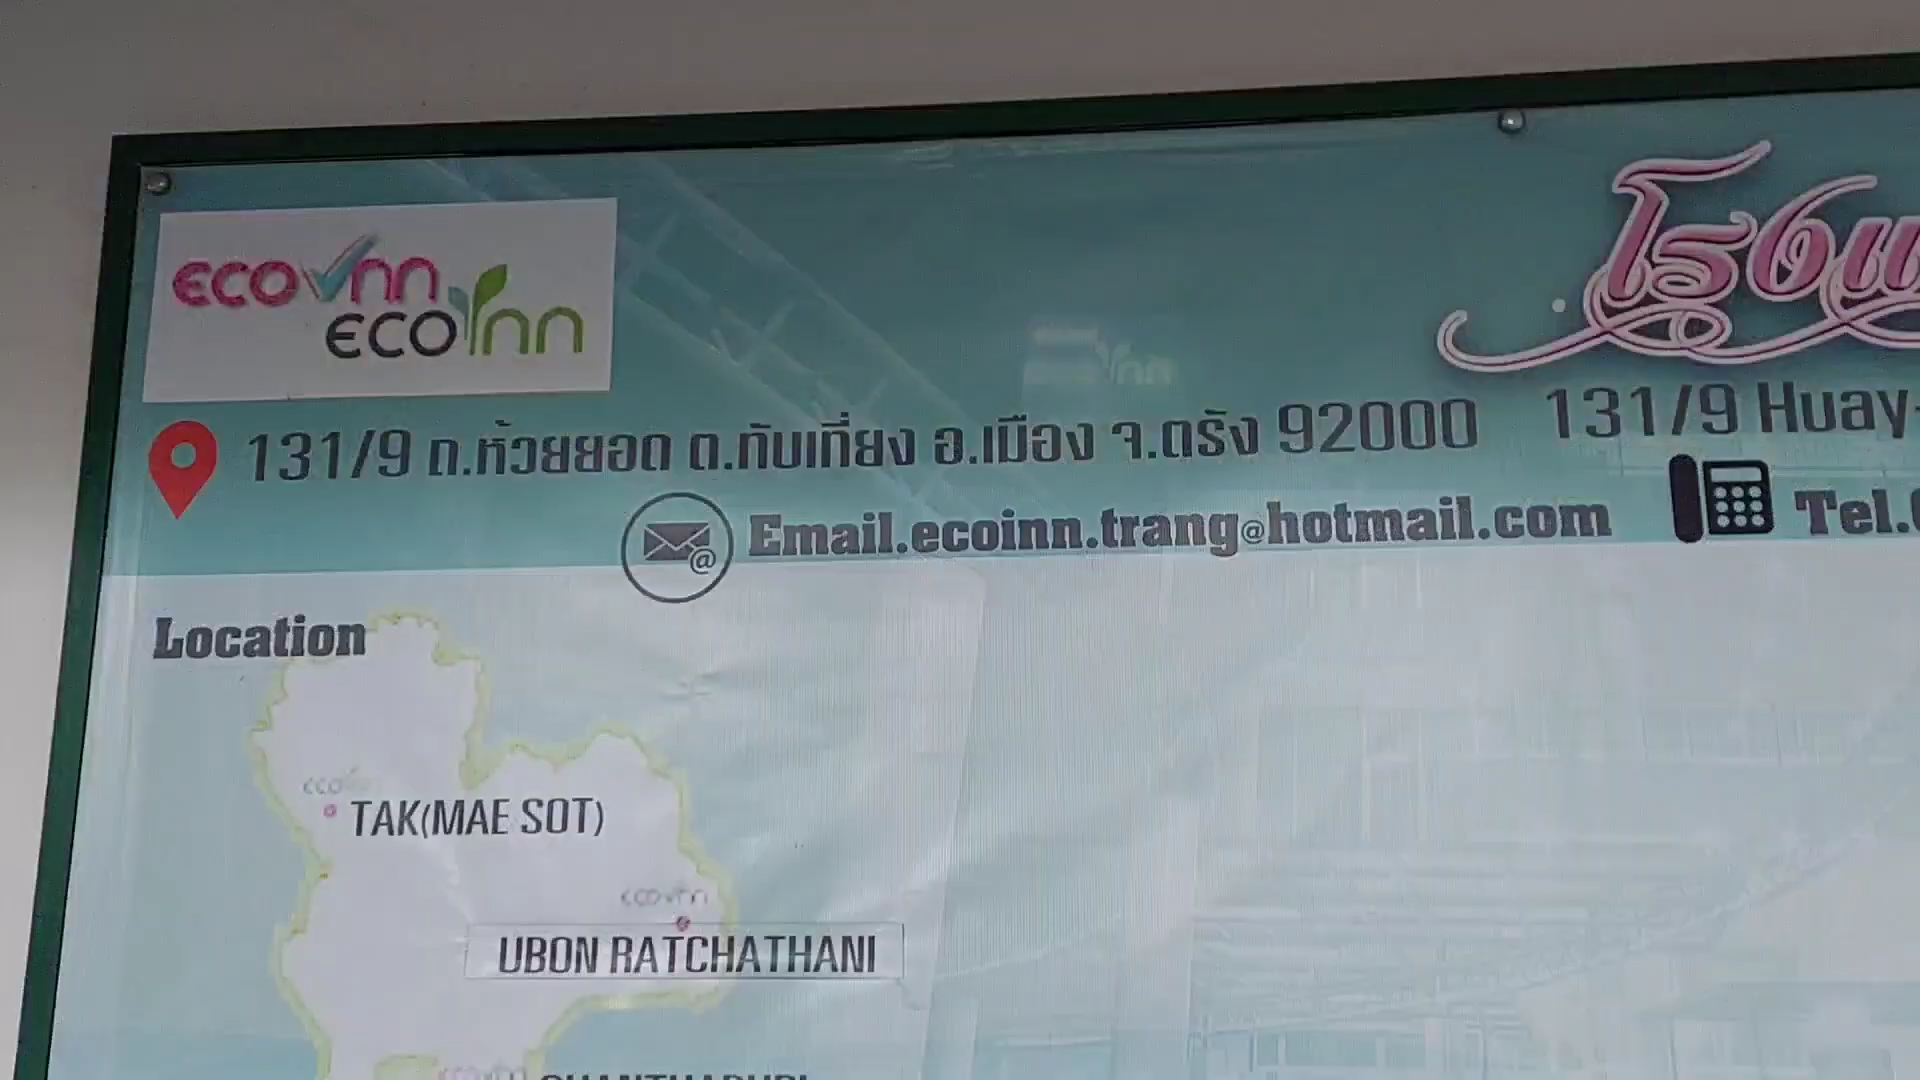 ecoinn
ecoinn
131/9 ถ.ห้วยยอด ต.ทับเที่ยง อ.เมือง จ.ตรัง 92000 131/9 Huay-
Email.ecoinn.trang@hotmail.com Tel.
Location
TAK(MAE SOT)
ecoinn
UBON RATCHATHANI